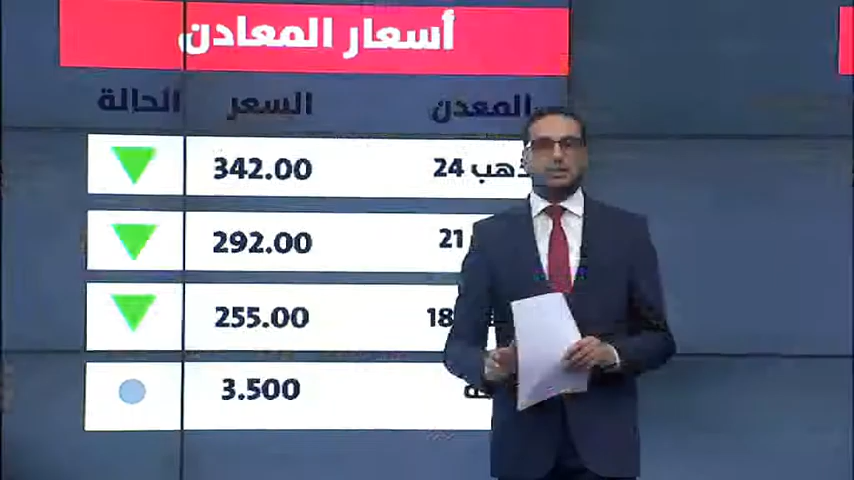 أسعار المعادن
المعدن السعر الحالة
ذهب 24 342.00
21 292.00
18 255.00
3.500